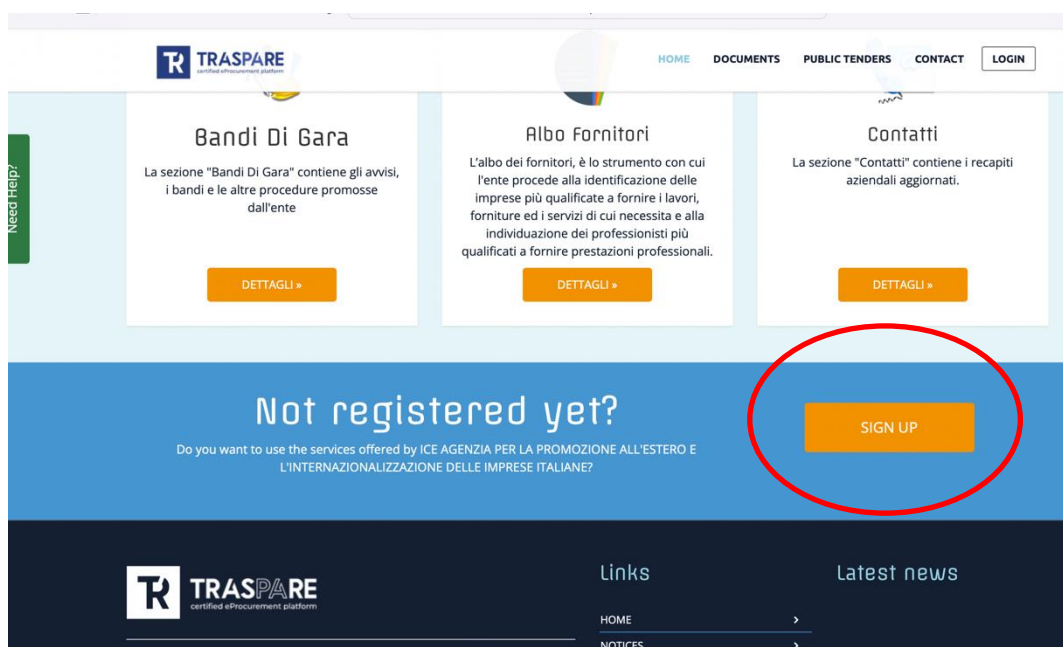 TRASPARE
certified eProcurement platform
HOME DOCUMENTS PUBLIC TENDERS CONTACT LOGIN
Need Help?
Bandi Di Gara
La sezione "Bandi Di Gara" contiene gli avvisi,
i bandi e le altre procedure promosse
dall'ente
DETTAGLI »
Albo Fornitori
L'albo dei fornitori, è lo strumento con cui
l'ente procede alla identificazione delle
imprese più qualificate a fornire i lavori,
forniture ed i servizi di cui necessita e alla
individuazione dei professionisti più
qualificati a fornire prestazioni professionali.
DETTAGLI »
Contatti
La sezione "Contatti" contiene i recapiti
aziendali aggiornati.
DETTAGLI »
Not registered yet?
Do you want to use the services offered by ICE AGENZIA PER LA PROMOZIONE ALL'ESTERO E
L'INTERNAZIONALIZZAZIONE DELLE IMPRESE ITALIANE?
SIGN UP
TRASPARE
certified eProcurement platform
Links
HOME
NOTICES
Latest news